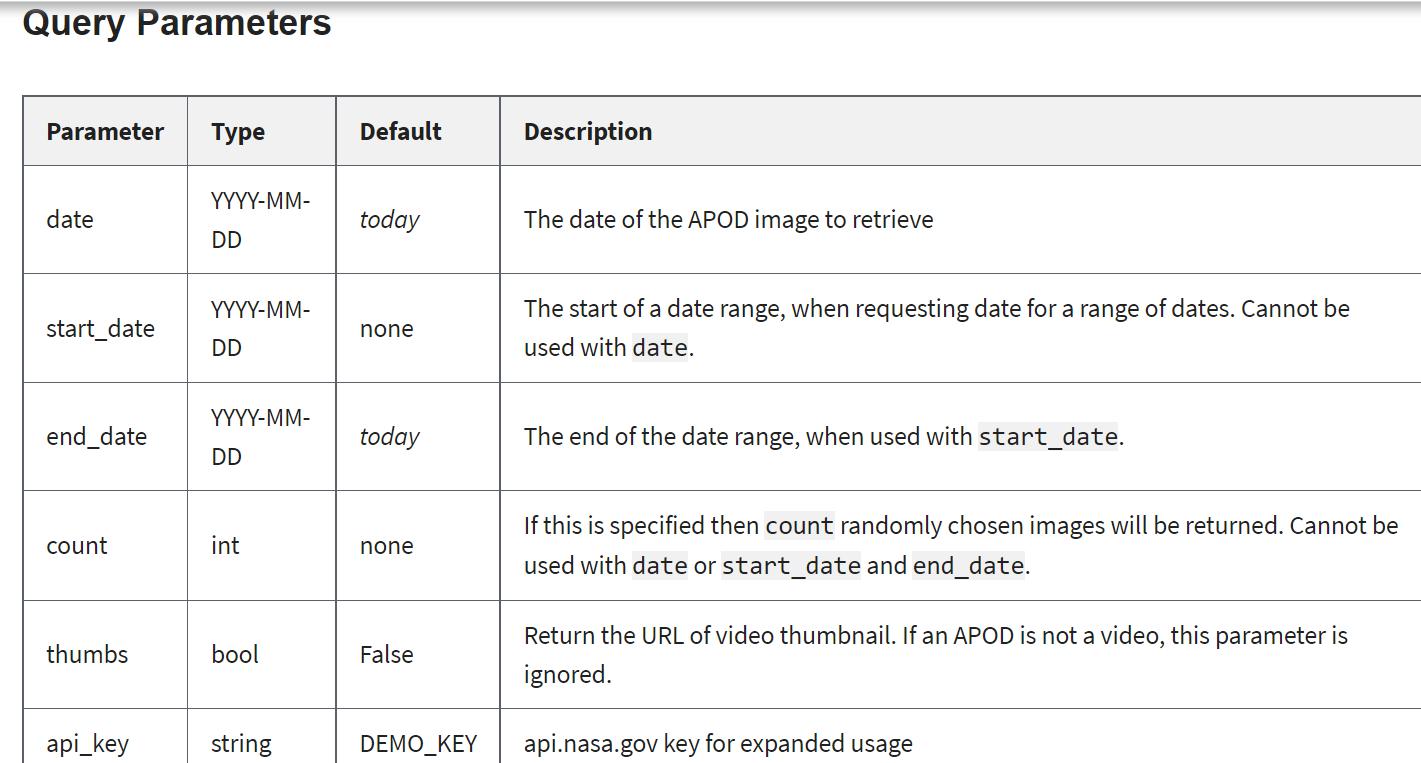 Query Parameters
Parameter Type Default Description
date YYYY-MM-DD today The date of the APOD image to retrieve
start_date YYYY-MM-DD none The start of a date range, when requesting date for a range of dates. Cannot be
used with date.
end_date YYYY-MM-DD today The end of the date range, when used with start_date.
count int none If this is specified then count randomly chosen images will be returned. Cannot be
used with date or start_date and end_date.
thumbs bool False Return the URL of video thumbnail. If an APOD is not a video, this parameter is
ignored.
api_key string DEMO_KEY api.nasa.gov key for expanded usage